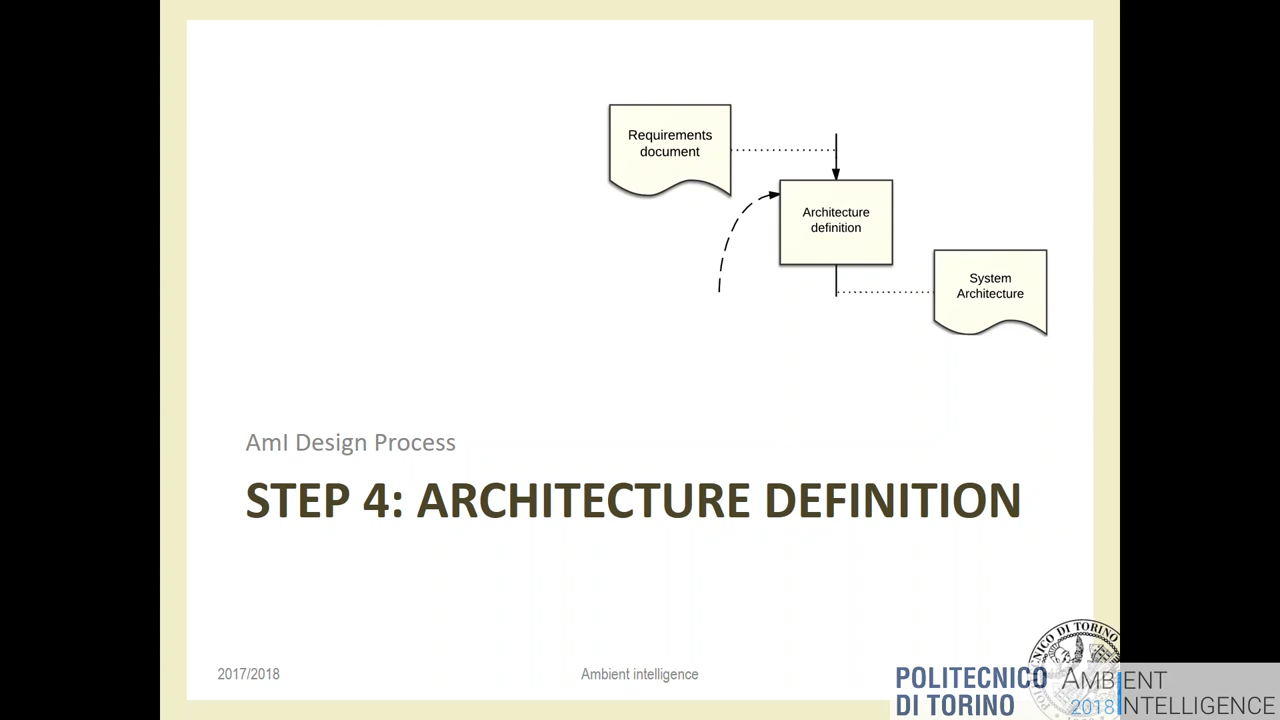 Requirements
document
Architecture
definition
System
Architecture
AmI Design Process
STEP 4: ARCHITECTURE DEFINITION
2017/2018
Ambient intelligence
POLITECNICO
DI TORINO
AMBIENT
2018 INTELLIGENCE